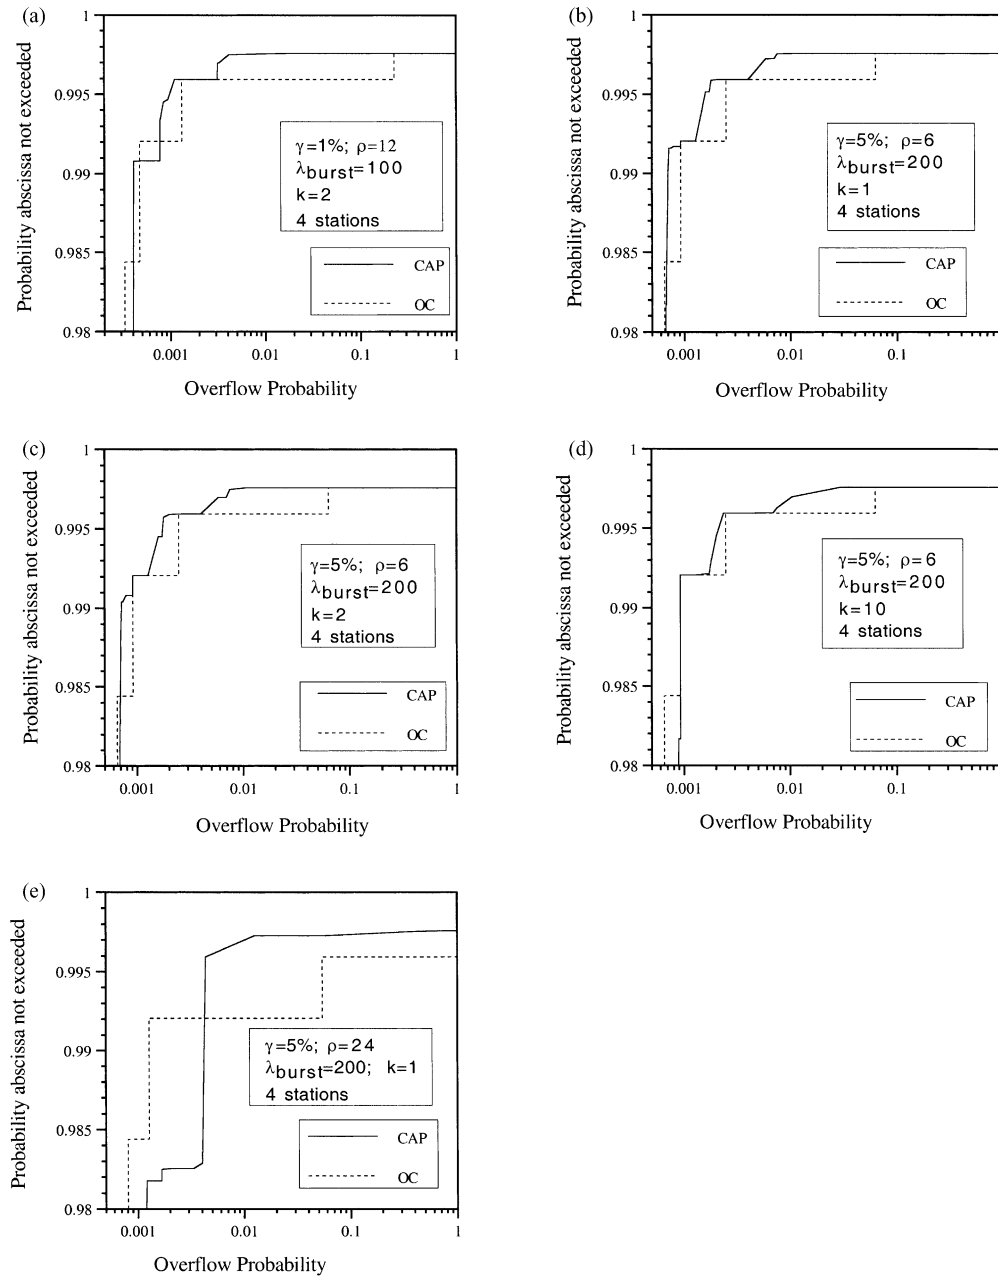 (a)
Probability abscissa not exceeded
1
0.995
0.99
0.985
0.98
γ=1%; ρ=12
λburst=100
k=2
4 stations
CAP
OC
0.001
0.01
0.1
1
Overflow Probability
(b)
Probability abscissa not exceeded
1
0.995
0.99
0.985
0.98
γ=5%; ρ=6
λburst=200
k=1
4 stations
CAP
OC
0.001
0.01
0.1
Overflow Probability
(c)
Probability abscissa not exceeded
1
0.995
0.99
0.985
0.98
γ=5%; ρ=6
λburst=200
k=2
4 stations
CAP
OC
0.001
0.01
0.1
1
Overflow Probability
(d)
Probability abscissa not exceeded
1
0.995
0.99
0.985
0.98
γ=5%; ρ=6
λburst=200
k=10
4 stations
CAP
OC
0.001
0.01
0.1
Overflow Probability
(e)
Probability abscissa not exceeded
1
0.995
0.99
0.985
0.98
γ=5%; ρ=24
λburst=200; k=1
4 stations
CAP
OC
0.001
0.01
0.1
1
Overflow Probability